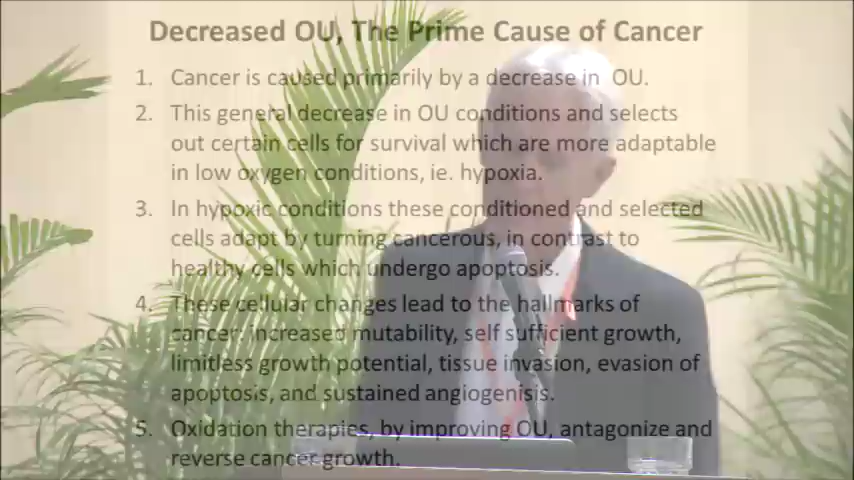 Decreased OU, The Prime Cause of Cancer
1. Cancer is caused primarily by a decrease in OU.
2. This general decrease in OU conditions and selects
out certain cells for survival which are more adaptable
in low oxygen conditions, ie. hypoxia.
3. In hypoxic conditions these conditioned and selected
cells adapt by turning cancerous, in contrast to
healthy cells which undergo apoptosis.
4. These cellular changes lead to the hallmarks of
cancer: increased mutability, self sufficient growth,
limitless growth potential, tissue invasion, evasion of
apoptosis, and sustained angiogenisis.
5. Oxidation therapies, by improving OU, antagonize and
reverse cancer growth.